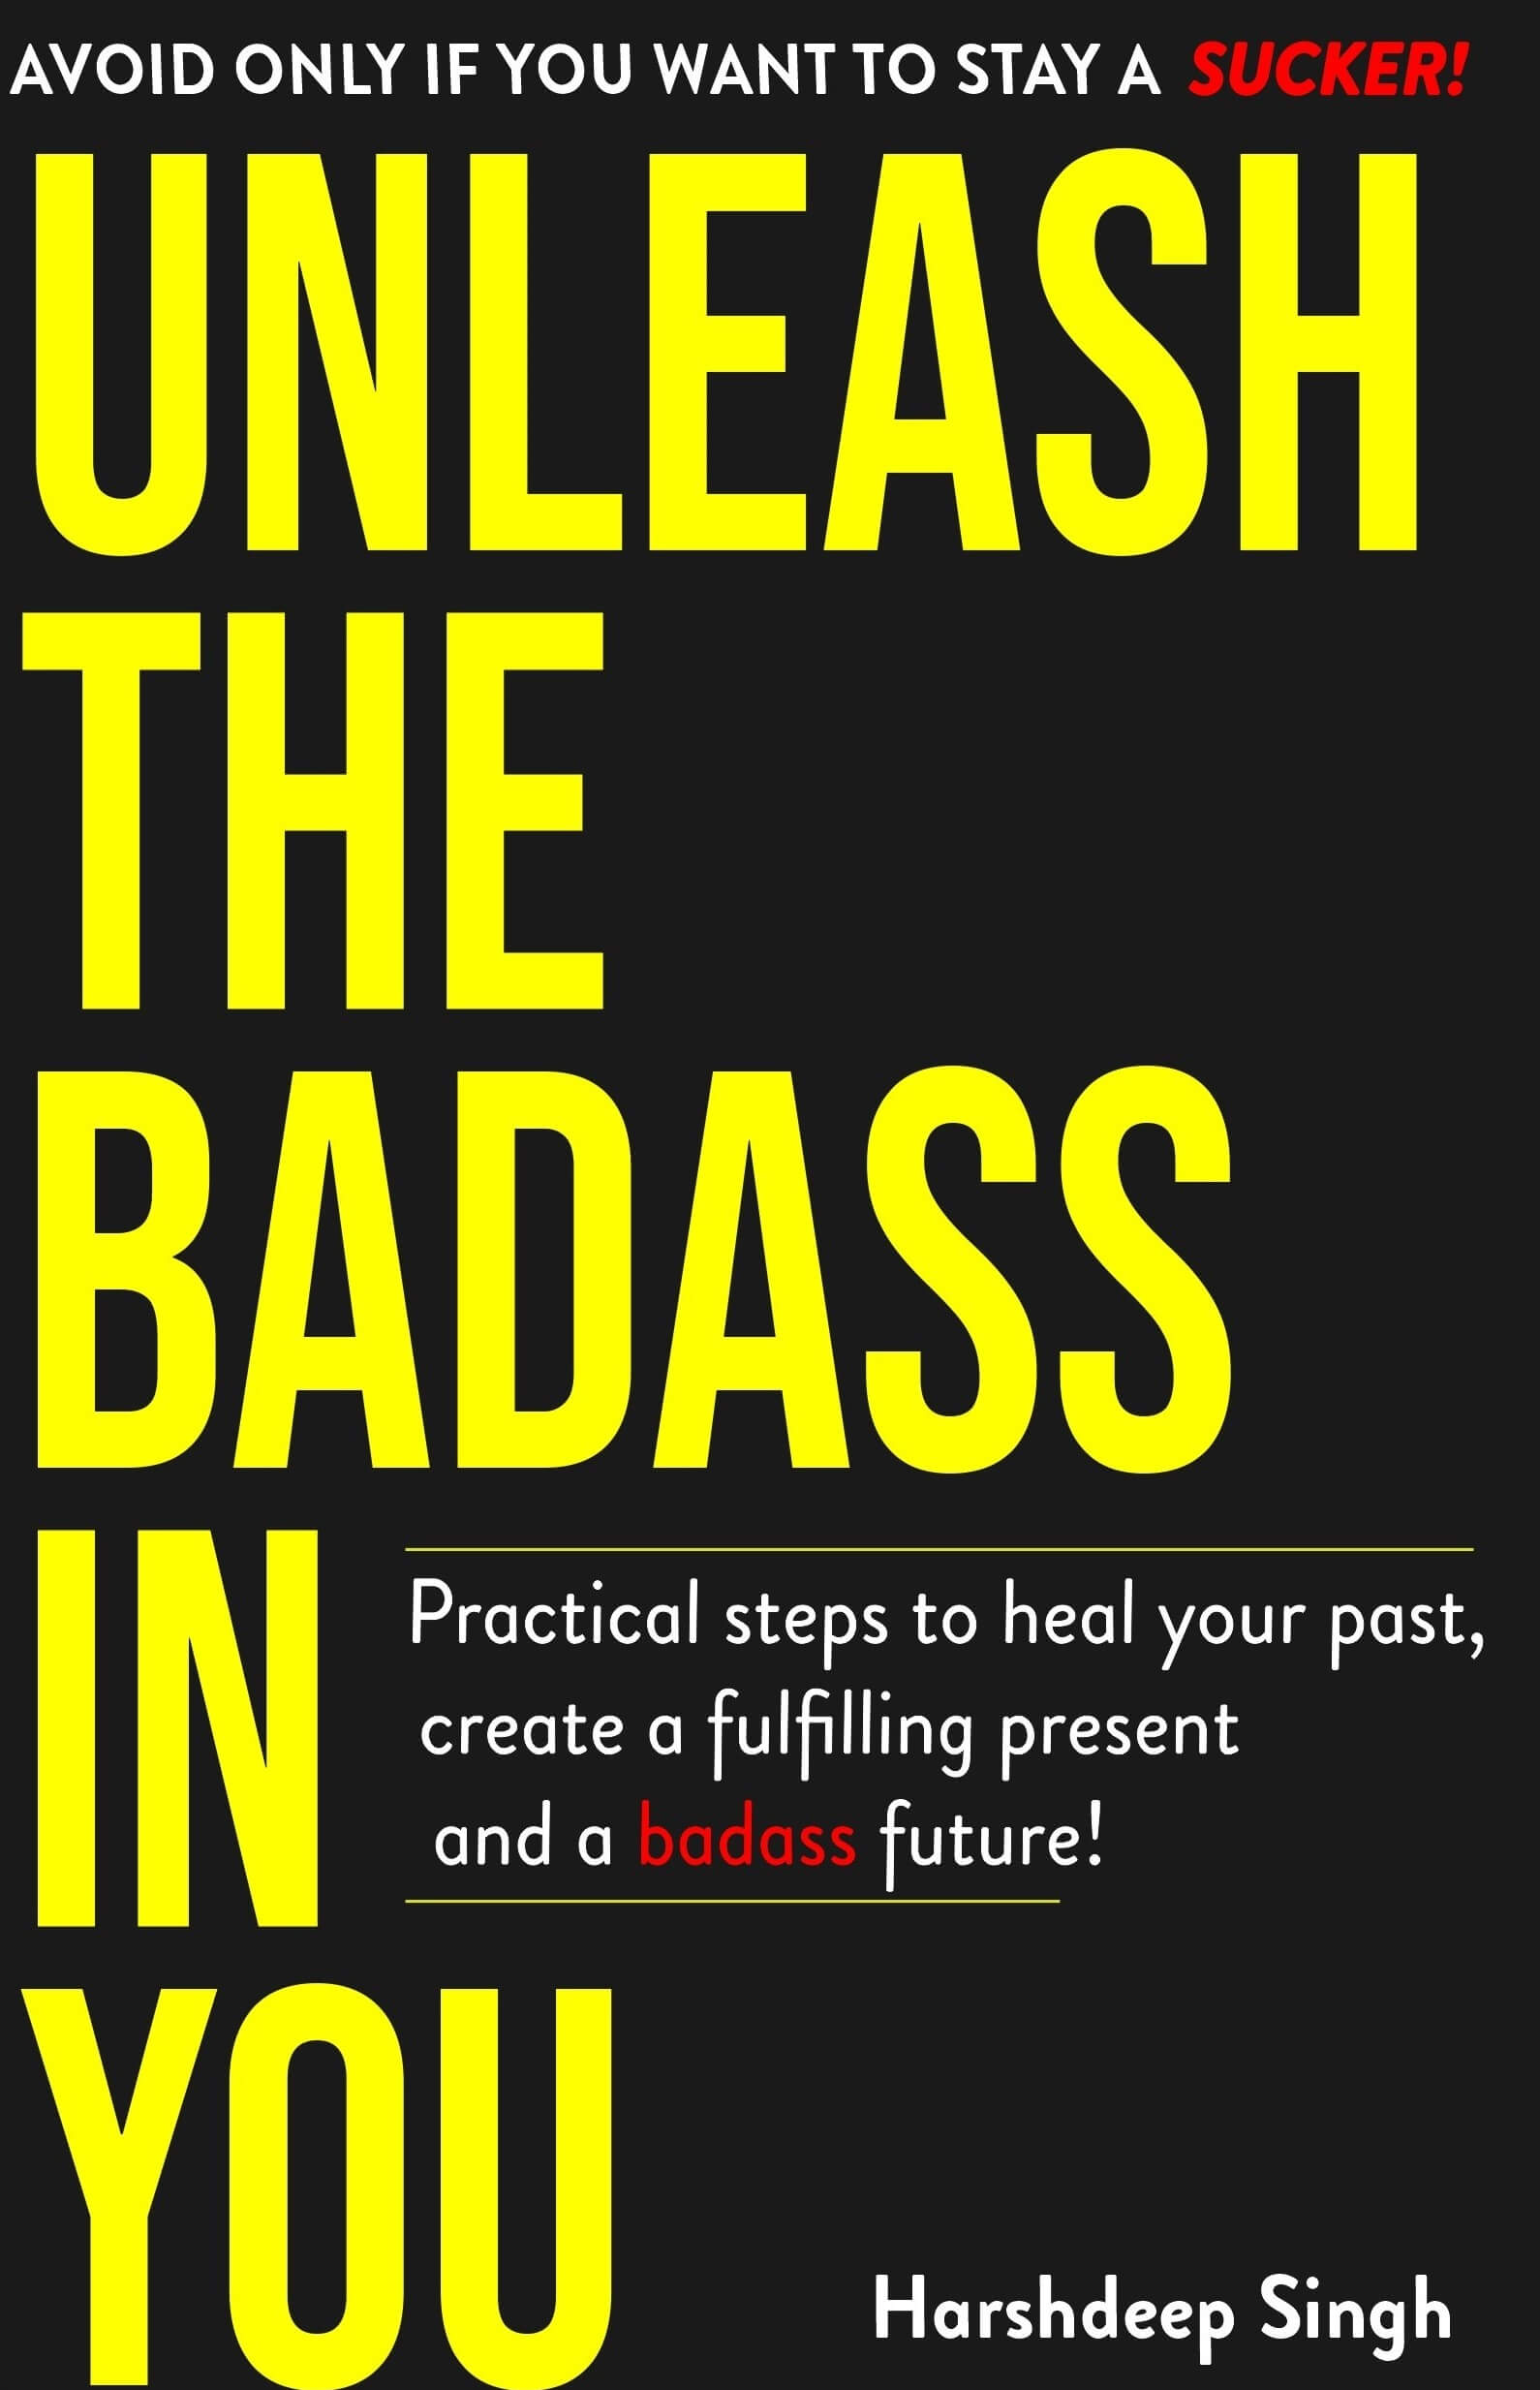 AVOID ONLY IF YOU WANT TO STAY A SUCKER!
UNLEASH
THE
BADASS
IN
Practical steps to heal your past,
create a fulfilling present
and a badass future!
YOU
Harshdeep Singh